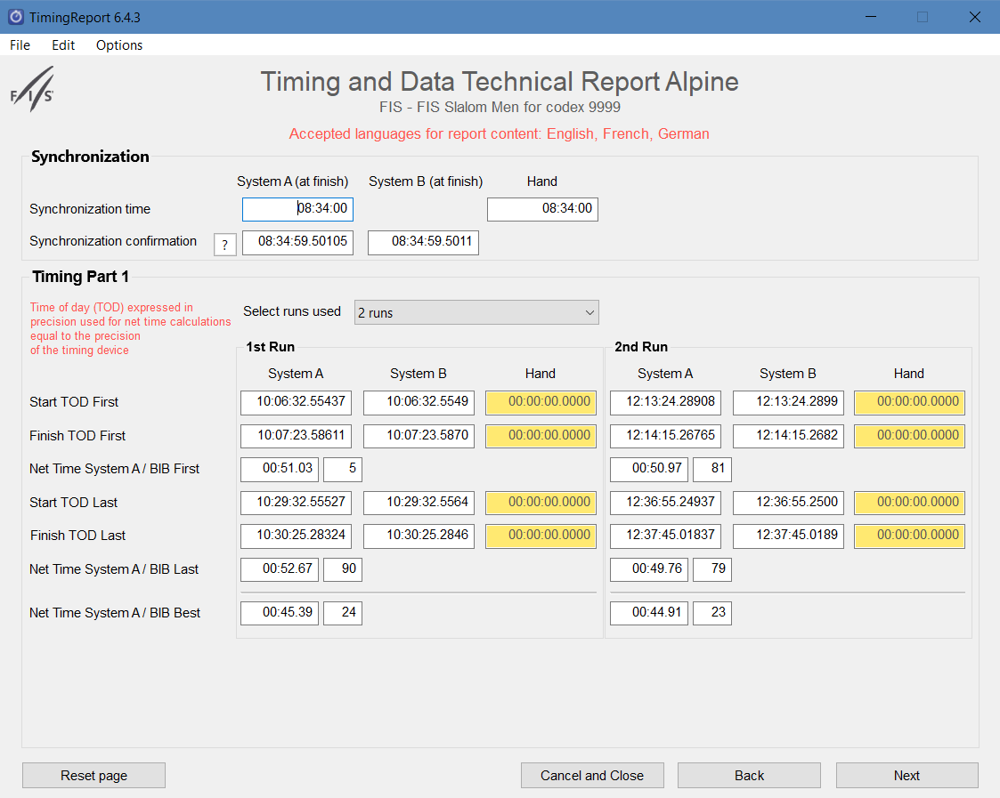 TimingReport 6.4.3
File Edit Options
FIS
Timing and Data Technical Report Alpine
FIS - FIS Slalom Men for codex 9999
Accepted languages for report content: English, French, German
Synchronization
System A (at finish) System B (at finish) Hand
Synchronization time 08:34:00 08:34:00
Synchronization confirmation ? 08:34:59.50105 08:34:59.5011
Timing Part 1
Time of day (TOD) expressed in
precision used for net time calculations
equal to the precision
of the timing device
Select runs used 2 runs
1st Run 2nd Run
System A System B Hand System A System B Hand
Start TOD First 10:06:32.55437 10:06:32.5549 00:00:00.0000 12:13:24.28908 12:13:24.2899 00:00:00.0000
Finish TOD First 10:07:23.58611 10:07:23.5870 00:00:00.0000 12:14:15.26765 12:14:15.2682 00:00:00.0000
Net Time System A / BIB First 00:51.03 5 00:50.97 81
Start TOD Last 10:29:32.55527 10:29:32.5564 00:00:00.0000 12:36:55.24937 12:36:55.2500 00:00:00.0000
Finish TOD Last 10:30:25.28324 10:30:25.2846 00:00:00.0000 12:37:45.01837 12:37:45.0189 00:00:00.0000
Net Time System A / BIB Last 00:52.67 90 00:49.76 79
Net Time System A / BIB Best 00:45.39 24 00:44.91 23
Reset page Cancel and Close Back Next